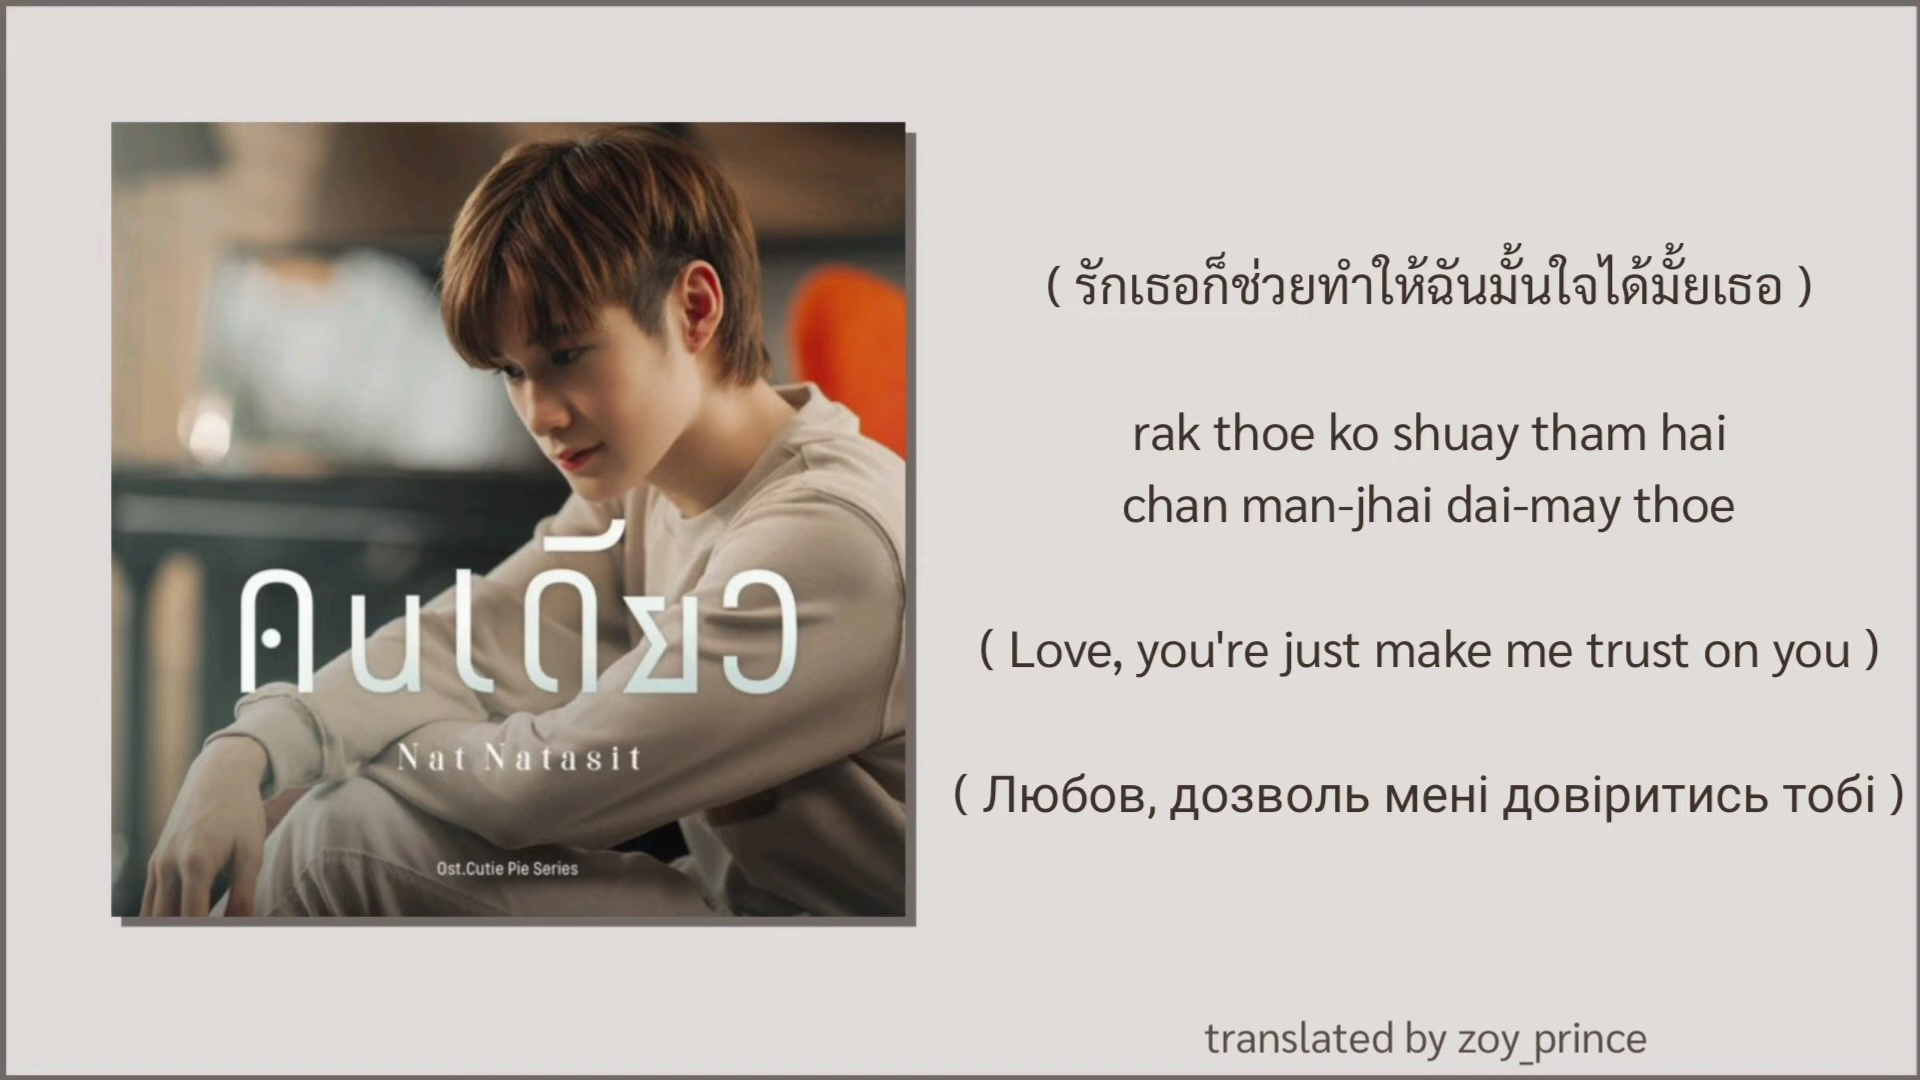 คนเดียว
Nat Natasit
Ost.Cutie Pie Series
( รักเธอก็ช่วยทำให้ฉันมั้นใจได้มั้ยเธอ )
rak thoe ko shuay tham hai
chan man-jhai dai-may thoe
( Love, you're just make me trust on you )
( Любов, дозволь мені довіритись тобі )
translated by zoy_prince